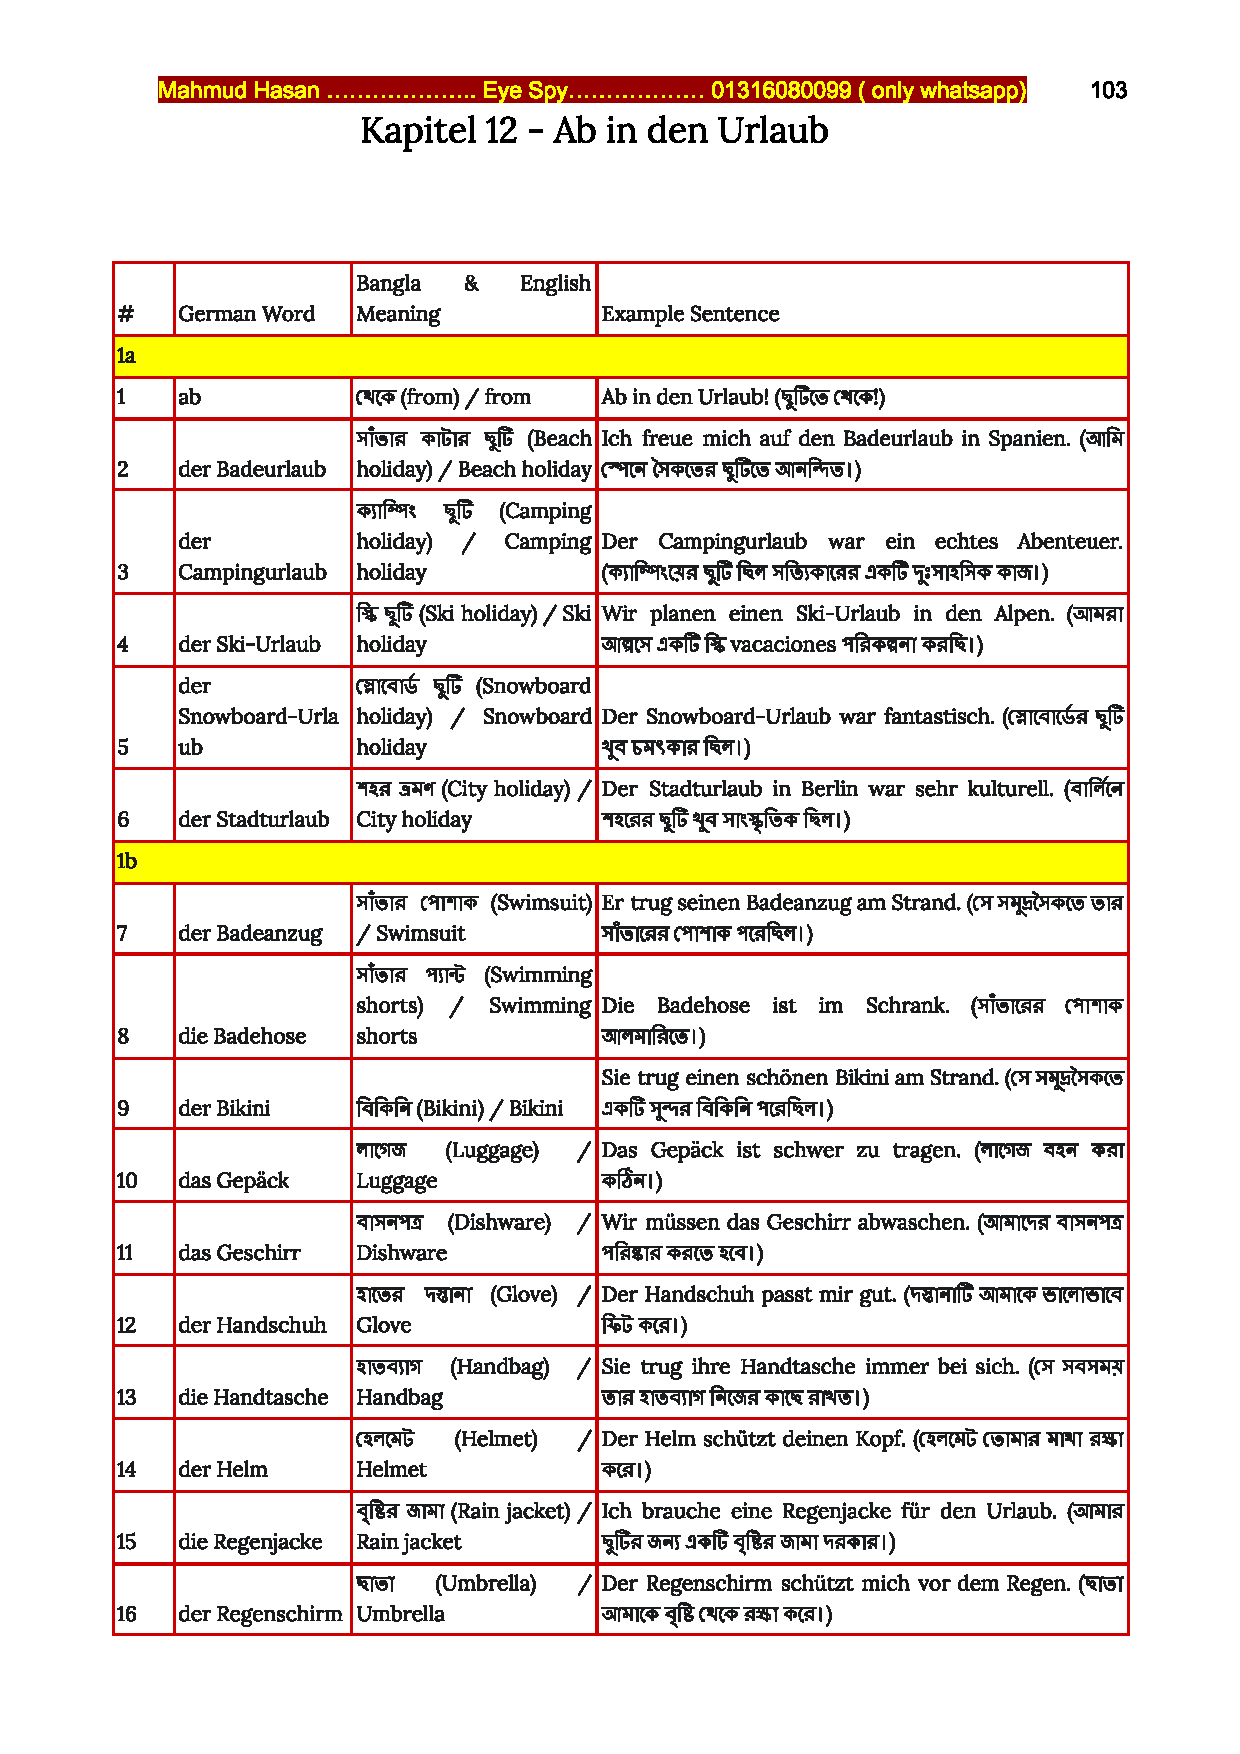 Mahmud Hasan ……………….. Eye Spy……………… 01316080099 ( only whatsapp) 103
Kapitel 12 - Ab in den Urlaub
Bangla & English
# German Word Meaning Example Sentence
1a
1 ab থেকে (from) / from Ab in den Urlaub! (ছুটিতে থেকে!)
সাঁতার কাটার ছুটি (Beach Ich freue mich auf den Badeurlaub in Spanien. (আমি
2 der Badeurlaub holiday) / Beach holiday স্পেনে সৈকতের ছুটিতে আনন্দিত।)
ক্যাম্পিং ছুটি (Camping
der holiday) / Camping Der Campingurlaub war ein echtes Abenteuer.
3 Campingurlaub holiday (ক্যাম্পিংয়ের ছুটি ছিল সত্যিকারের একটি দুঃসাহসিক কাজ।)
স্কি ছুটি (Ski holiday) / Ski Wir planen einen Ski-Urlaub in den Alpen. (আমরা
4 der Ski-Urlaub holiday আল্পসে একটি স্কি vacaciones পরিকল্পনা করছি।)
der স্নোবোর্ড ছুটি (Snowboard
Snowboard-Urla holiday) / Snowboard Der Snowboard-Urlaub war fantastisch. (স্নোবোর্ডের ছুটি
5 ub holiday খুব চমৎকার ছিল।)
শহর ভ্রমণ (City holiday) / Der Stadturlaub in Berlin war sehr kulturell. (বার্লিনে
6 der Stadturlaub City holiday শহরের ছুটি খুব সাংস্কৃতিক ছিল।)
1b
সাঁতার পোশাক (Swimsuit) Er trug seinen Badeanzug am Strand. (সে সমুদ্রসৈকতে তার
7 der Badeanzug / Swimsuit সাঁতারের পোশাক পরেছিল।)
সাঁতার প্যান্ট (Swimming
shorts) / Swimming Die Badehose ist im Schrank. (সাঁতারের পোশাক
8 die Badehose shorts আলমারিতে।)
Sie trug einen schönen Bikini am Strand. (সে সমুদ্রসৈকতে
9 der Bikini বিকিনি (Bikini) / Bikini একটি সুন্দর বিকিনি পরেছিল।)
লাগেজ (Luggage) / Das Gepäck ist schwer zu tragen. (লাগেজ বহন করা
10 das Gepäck Luggage কঠিন।)
বাসনপত্র (Dishware) / Wir müssen das Geschirr abwaschen. (আমাদের বাসনপত্র
11 das Geschirr Dishware পরিষ্কার করতে হবে।)
হাতের দস্তানা (Glove) / Der Handschuh passt mir gut. (দস্তানাটি আমাকে ভালোভাবে
12 der Handschuh Glove ফিট করে।)
হাতব্যাগ (Handbag) / Sie trug ihre Handtasche immer bei sich. (সে সবসময়
13 die Handtasche Handbag তার হাতব্যাগ নিজের কাছে রাখত।)
হেলমেট (Helmet) / Der Helm schützt deinen Kopf. (হেলমেট তোমার মাথা রক্ষা
14 der Helm Helmet করে।)
বৃষ্টির জামা (Rain jacket) / Ich brauche eine Regenjacke für den Urlaub. (আমার
15 die Regenjacke Rain jacket ছুটির জন্য একটি বৃষ্টির জামা দরকার।)
ছাতা (Umbrella) / Der Regenschirm schützt mich vor dem Regen. (ছাতা
16 der Regenschirm Umbrella আমাকে বৃষ্টি থেকে রক্ষা করে।)